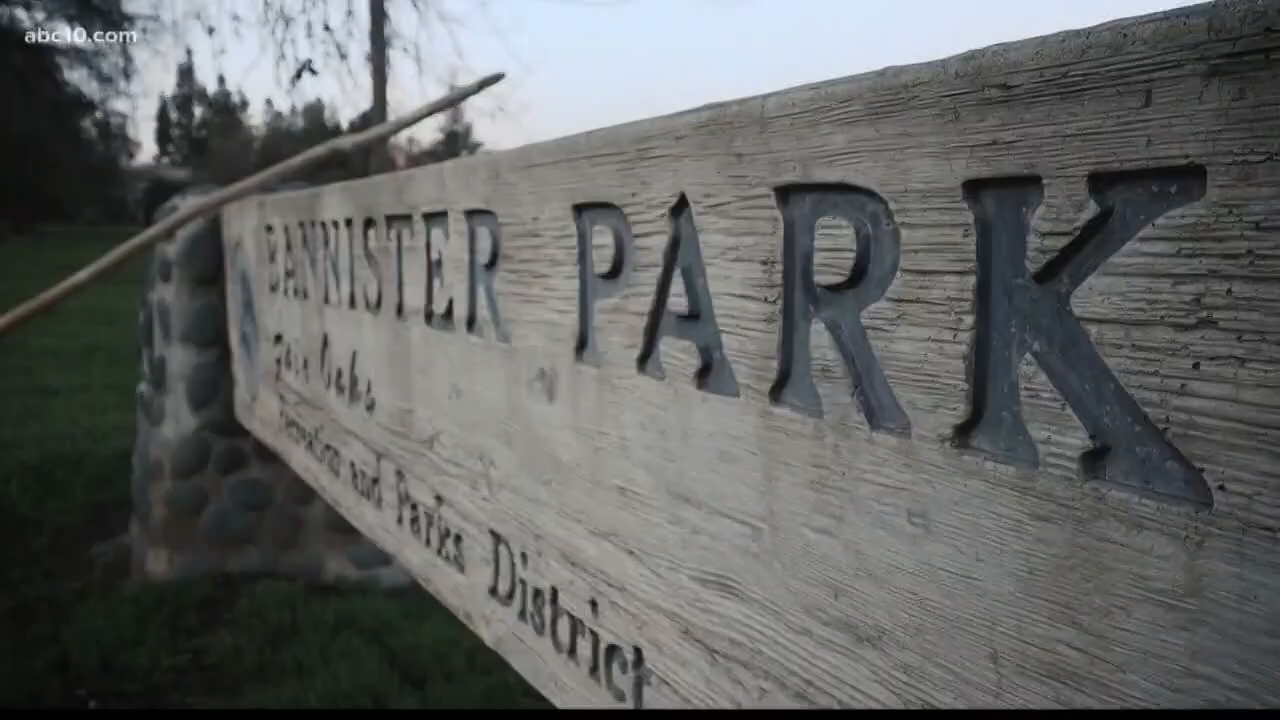 abc10.com
BANNISTER PARK
Fair Oaks
Recreation and Parks District